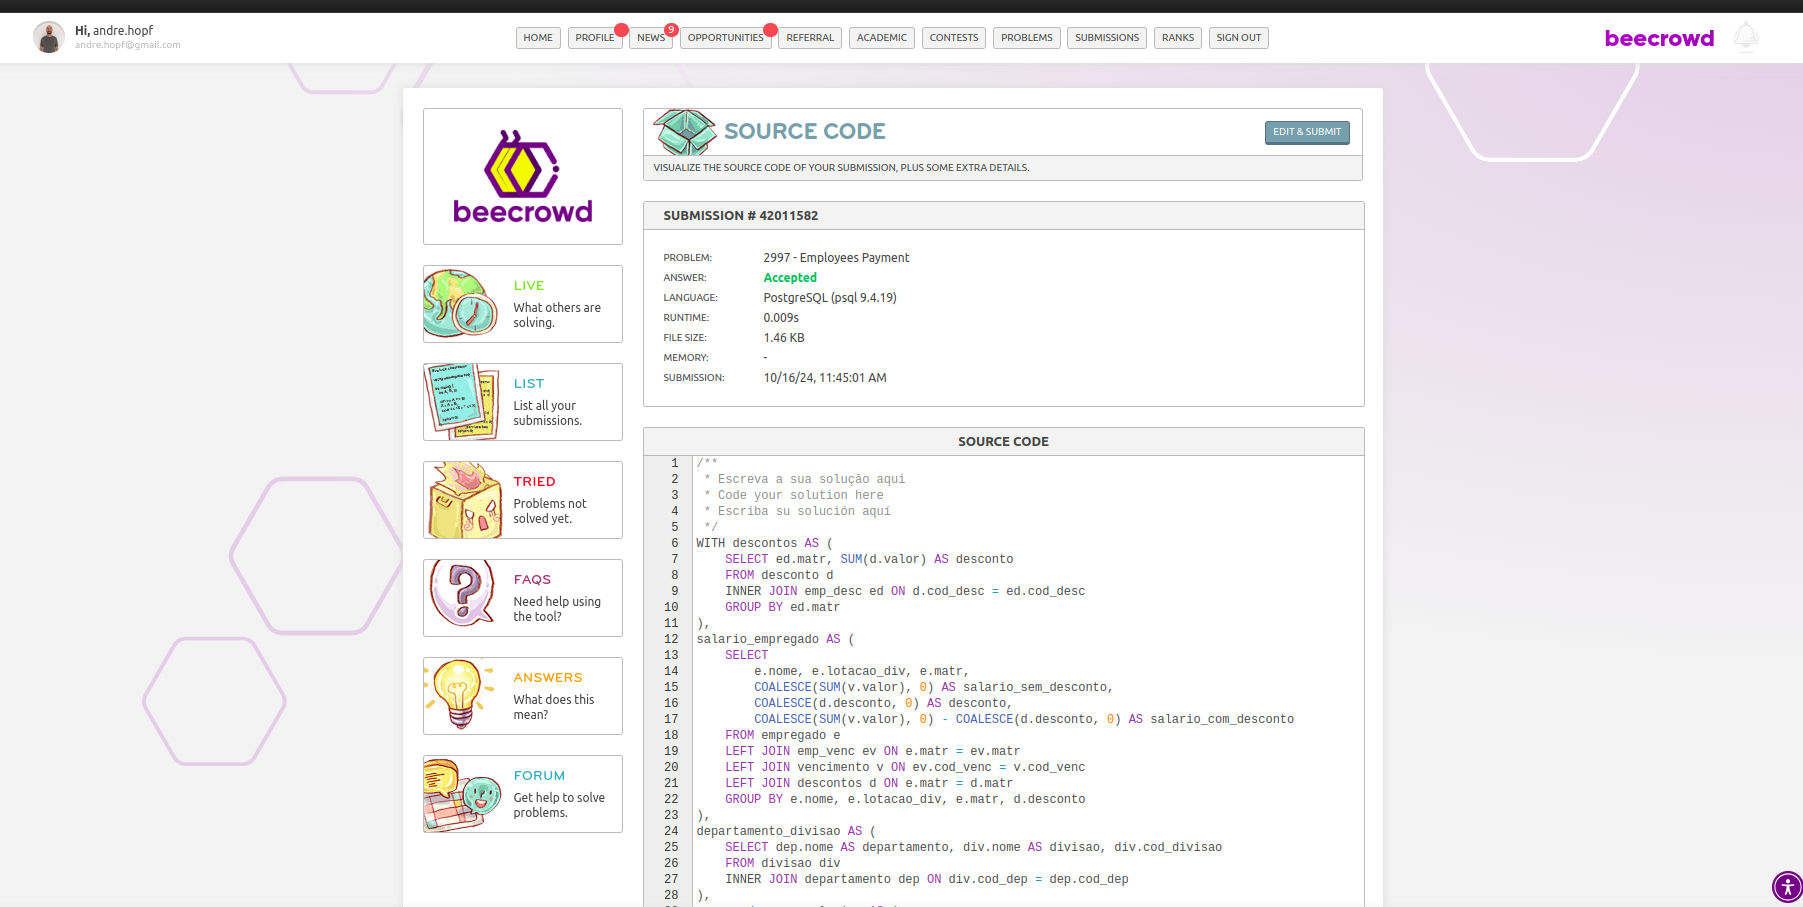 Hi, andre.hopf
andre.hopf@gmail.com
HOME
PROFILE
NEWS
9
OPPORTUNITIES
REFERRAL
ACADEMIC
CONTESTS
PROBLEMS
SUBMISSIONS
RANKS
SIGN OUT
beecrowd
beecrowd
LIVE
What others are
solving.
LIST
List all your
submissions.
TRIED
Problems not
solved yet.
FAQS
Need help using
the tool?
ANSWERS
What does this
mean?
FORUM
Get help to solve
problems.
SOURCE CODE
EDIT & SUBMIT
VISUALIZE THE SOURCE CODE OF YOUR SUBMISSION, PLUS SOME EXTRA DETAILS.
SUBMISSION # 42011582
PROBLEM: 2997 - Employees Payment
ANSWER: Accepted
LANGUAGE: PostgreSQL (psql 9.4.19)
RUNTIME: 0.009s
FILE SIZE: 1.46 KB
MEMORY: -
SUBMISSION: 10/16/24, 11:45:01 AM
SOURCE CODE
1 /**
2 * Escreva a sua solução aqui
3 * Code your solution here
4 * Escriba su solución aquí
5 */
6 WITH descontos AS (
7 SELECT ed.matr, SUM(d.valor) AS desconto
8 FROM desconto d
9 INNER JOIN emp_desc ed ON d.cod_desc = ed.cod_desc
10 GROUP BY ed.matr
11 ),
12 salario_empregado AS (
13 SELECT
14 e.nome, e.lotacao_div, e.matr,
15 COALESCE(SUM(v.valor), 0) AS salario_sem_desconto,
16 COALESCE(d.desconto, 0) AS desconto,
17 COALESCE(SUM(v.valor), 0) - COALESCE(d.desconto, 0) AS salario_com_desconto
18 FROM empregado e
19 LEFT JOIN emp_venc ev ON e.matr = ev.matr
20 LEFT JOIN vencimento v ON ev.cod_venc = v.cod_venc
21 LEFT JOIN descontos d ON e.matr = d.matr
22 GROUP BY e.nome, e.lotacao_div, e.matr, d.desconto
23 ),
24 departamento_divisao AS (
25 SELECT dep.nome AS departamento, div.nome AS divisao, div.cod_divisao
26 FROM divisao div
27 INNER JOIN departamento dep ON div.cod_dep = dep.cod_dep
28 ),